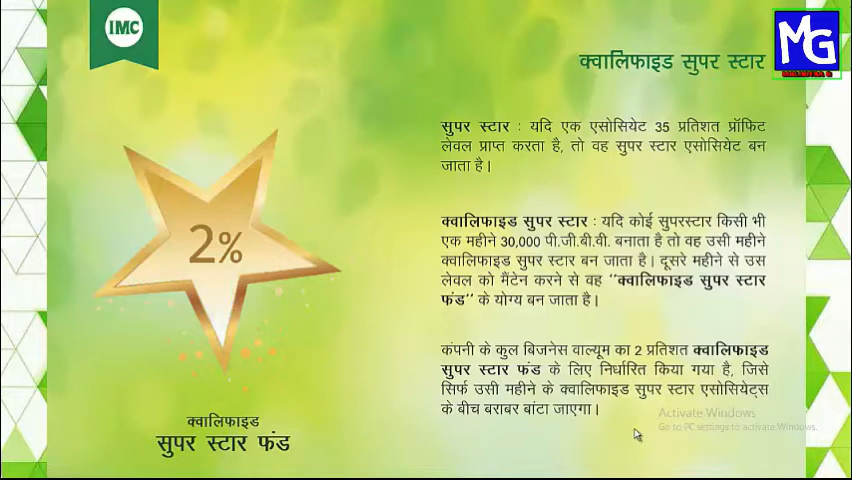 IMC
MG
क्वालिफाइड सुपर स्टार
सुपर स्टार : यदि एक एसोसियेट 35 प्रतिशत प्रॉफिट
लेवल प्राप्त करता है, तो वह सुपर स्टार एसोसियेट बन
जाता है।
2%
क्वालिफाइड सुपर स्टार : यदि कोई सुपरस्टार किसी भी
एक महीने 30,000 पी.जी.बी.वी. बनाता है तो वह उसी महीने
क्वालिफाइड सुपर स्टार बन जाता है। दूसरे महीने से उस
लेवल को मैंटेन करने से वह "क्वालिफाइड सुपर स्टार
फंड" के योग्य बन जाता है।
कंपनी के कुल बिजनेस वाल्यूम का 2 प्रतिशत क्वालिफाइड
सुपर स्टार फंड के लिए निर्धारित किया गया है, जिसे
सिर्फ उसी महीने के क्वालिफाइड सुपर स्टार एसोसियेट्स
के बीच बराबर बांटा जाएगा।
क्वालिफाइड
सुपर स्टार फंड
Activate Windows
Go to PC settings to activate Windows.